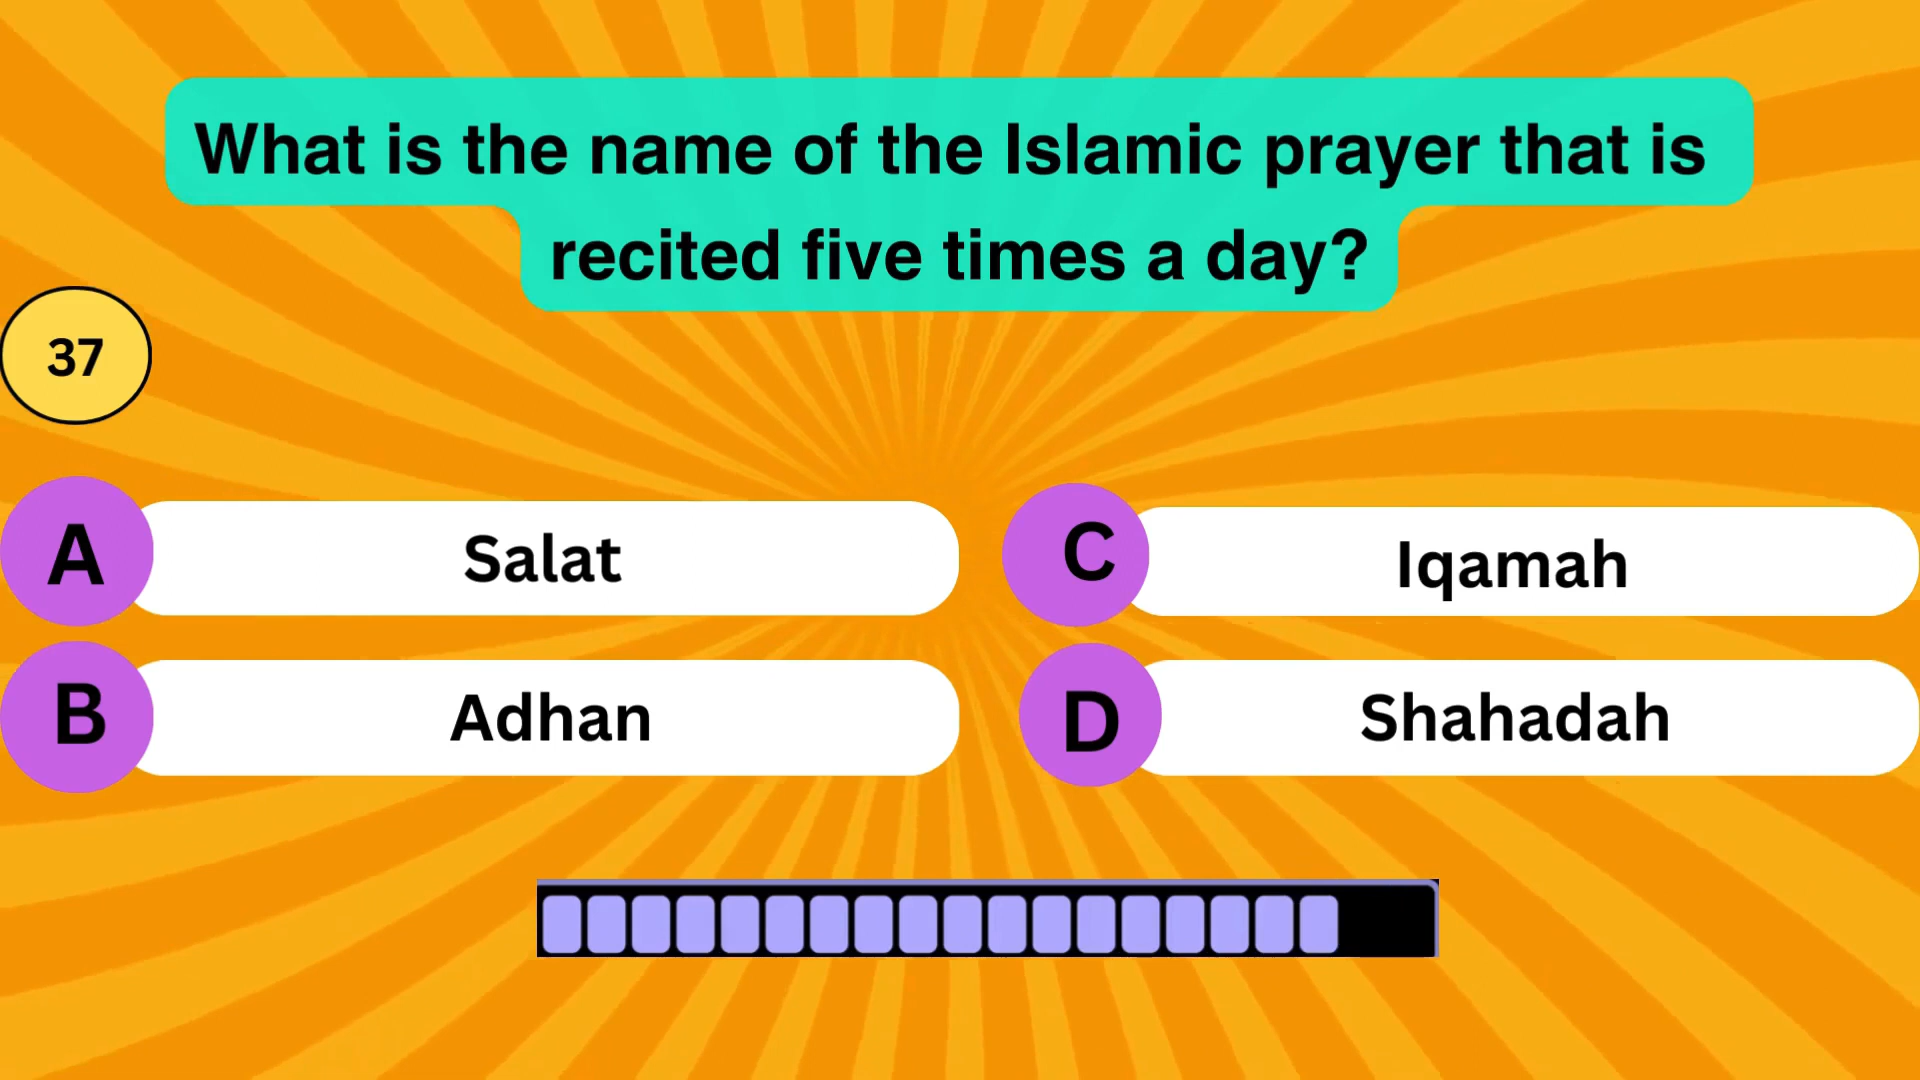 What is the name of the Islamic prayer that is
recited five times a day?
37
A Salat
B Adhan
C Iqamah
D Shahadah